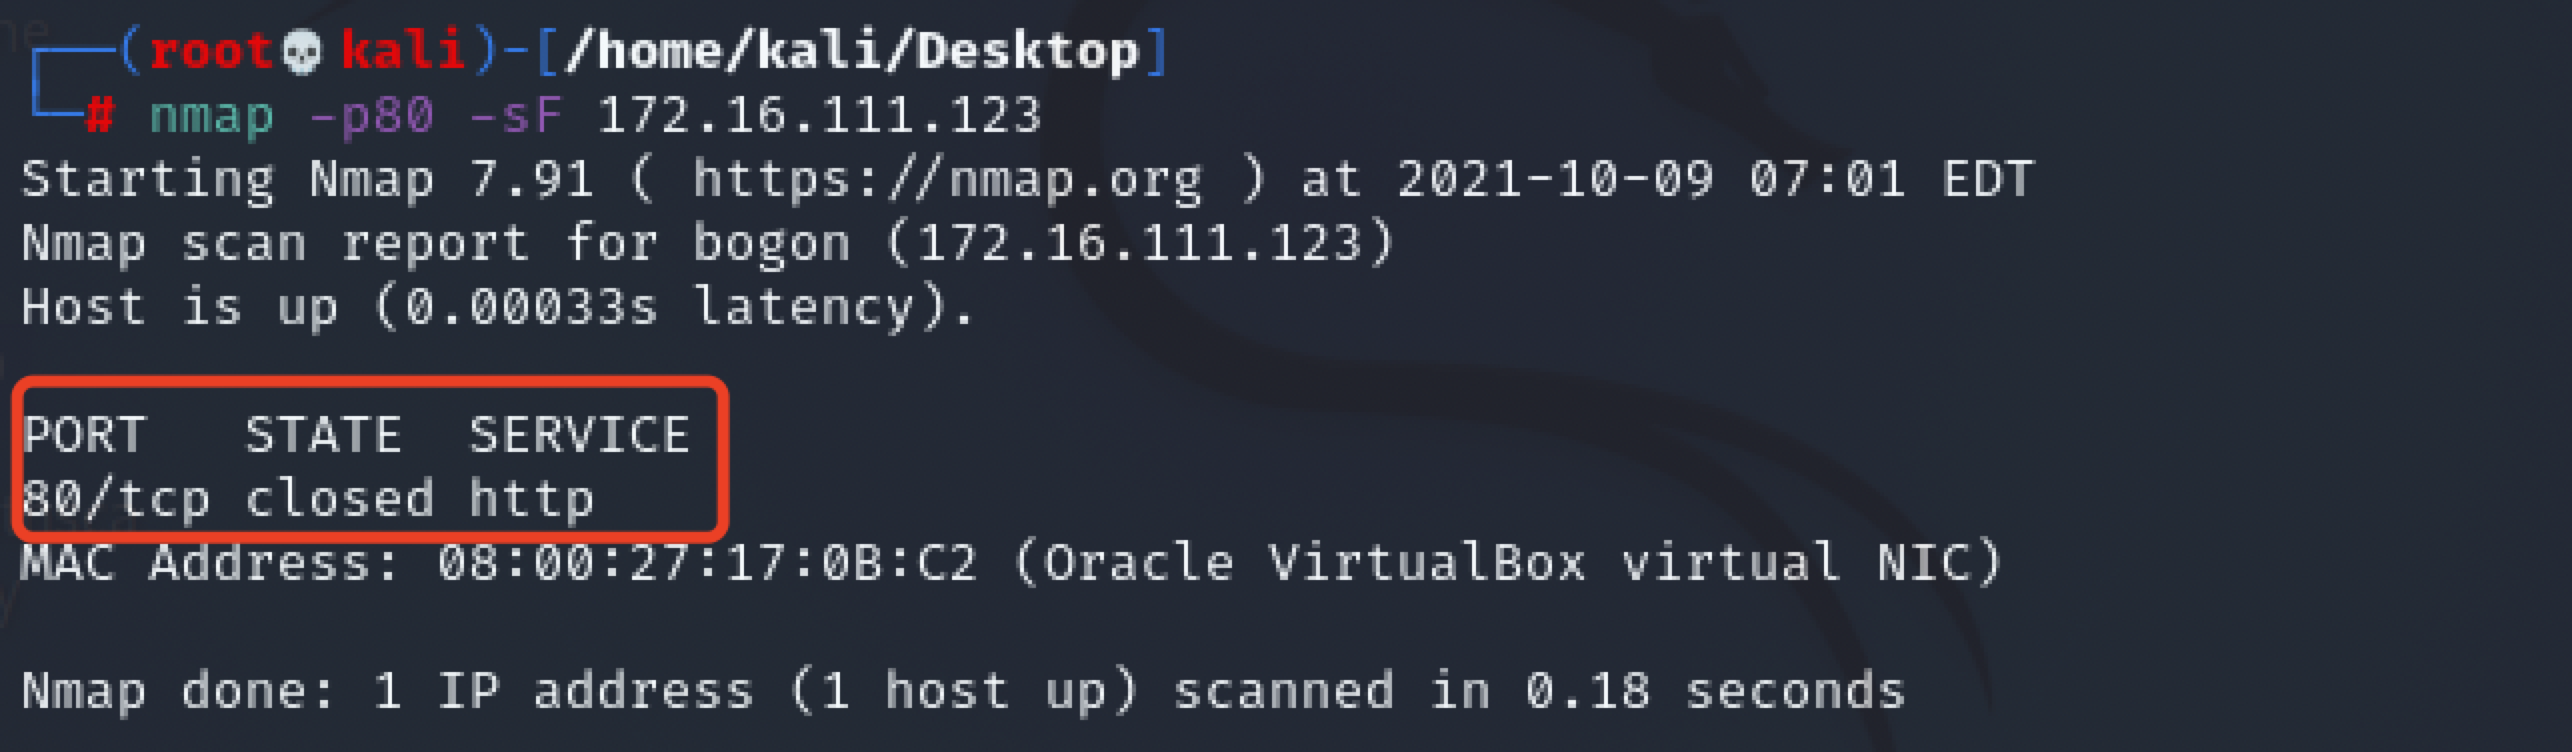 ┌──(root💀kali)-[/home/kali/Desktop]
└─# nmap -p80 -sF 172.16.111.123
Starting Nmap 7.91 ( https://nmap.org ) at 2021-10-09 07:01 EDT
Nmap scan report for bogon (172.16.111.123)
Host is up (0.00033s latency).
PORT   STATE  SERVICE
80/tcp closed http
MAC Address: 08:00:27:17:0B:C2 (Oracle VirtualBox virtual NIC)
Nmap done: 1 IP address (1 host up) scanned in 0.18 seconds